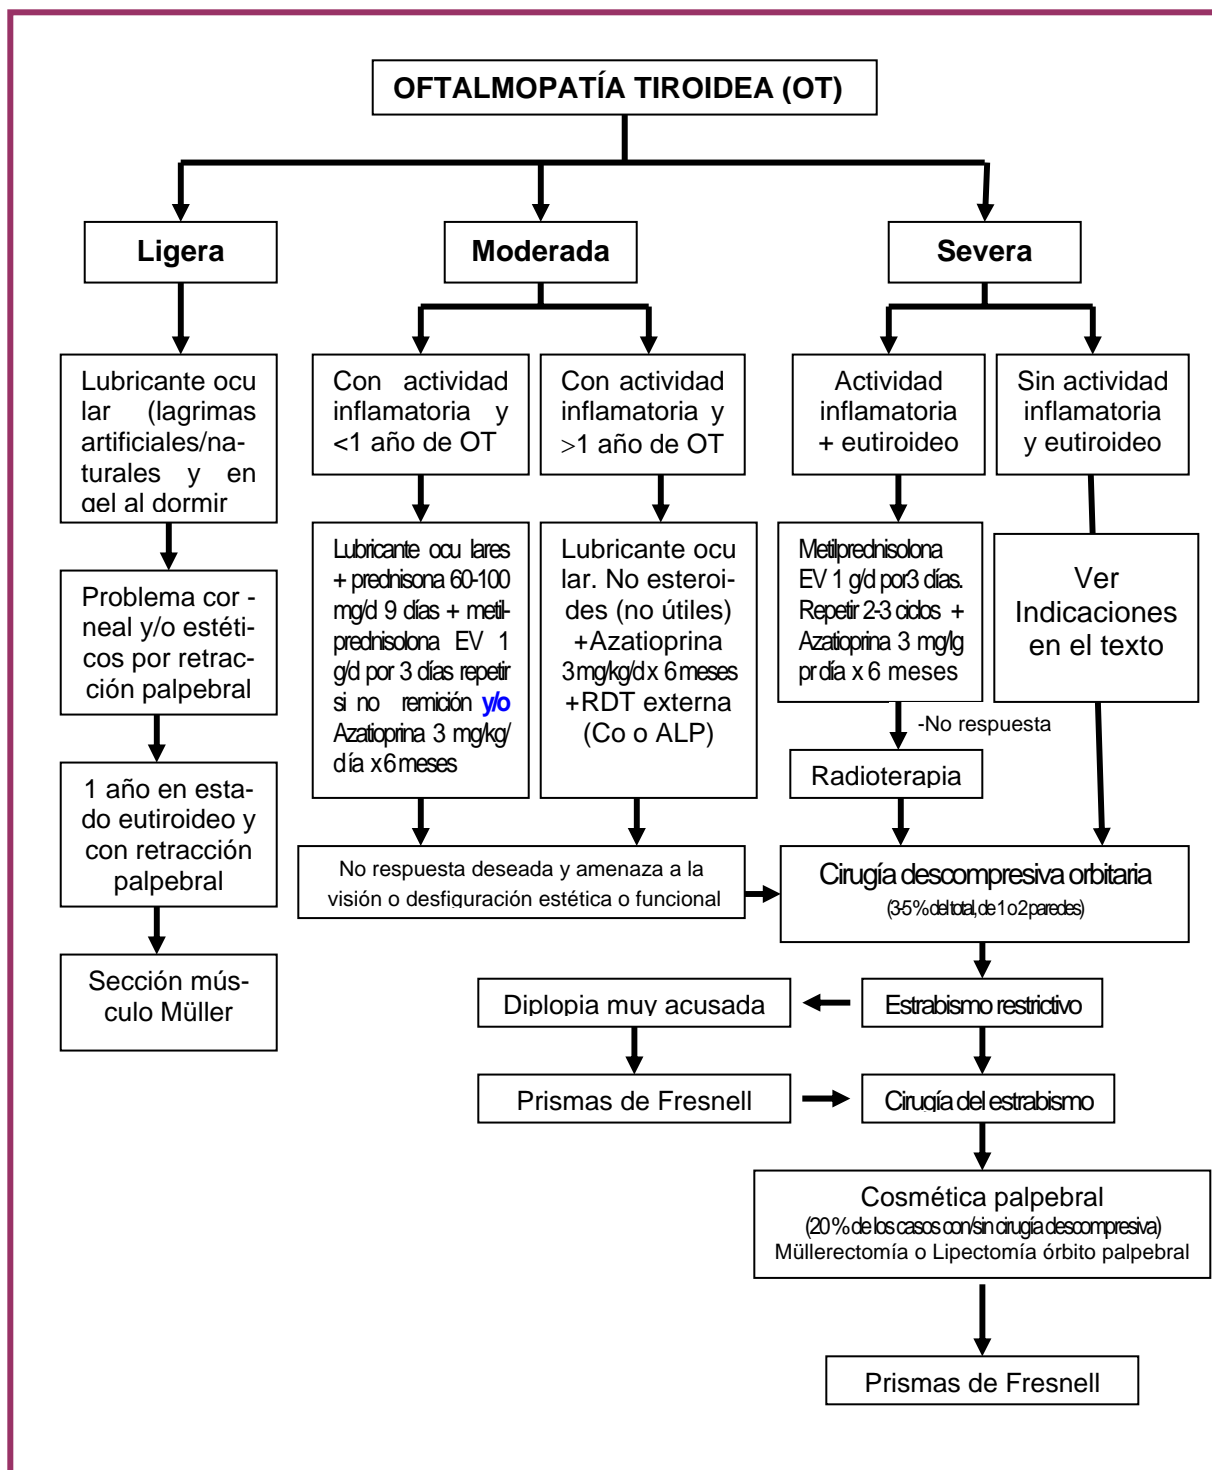 OFTALMOPATÍA TIROIDEA (OT)
Ligera
Moderada
Severa
Lubricante ocu
lar (lagrimas
artificiales/na-
turales y en
gel al dormir
Con actividad
inflamatoria y
<1 año de OT
Con actividad
inflamatoria y
>1 año de OT
Actividad
inflamatoria
+ eutiroideo
Sin actividad
inflamatoria
y eutiroideo
Problema cor -
neal y/o estéti-
cos por retrac-
ción palpebral
Lubricante ocu lares
+ prednisona 60-100
mg/d 9 días + metil-
prednisolona EV 1
g/d por 3 días repetir
si no remición y/o
Azatioprina 3 mg/kg/
día x 6 meses
Lubricante ocu
lar. No esteroi-
des (no útiles)
+Azatioprina
3mg/kg/d x 6 meses
+RDT externa
(Co o ALP)
Metilprednisolona
EV 1 g/d por3 días.
Repetir 2-3 ciclos +
Azatioprina 3 mg/lg
pr día x 6 meses
Ver
Indicaciones
en el texto
-No respuesta
Radioterapia
1 año en esta-
do eutiroideo y
con retracción
palpebral
No respuesta deseada y amenaza a la
visión o desfiguración estética o funcional
Cirugía descompresiva orbitaria
(3-5 % del total, de 1 o 2 paredes)
Sección mús-
culo Müller
Diplopia muy acusada
Estrabismo restrictivo
Prismas de Fresnell
Cirugía del estrabismo
Cosmética palpebral
(20 % de los casos con/sin cirugía descompresiva)
Müllerectomía o Lipectomía órbito palpebral
Prismas de Fresnell